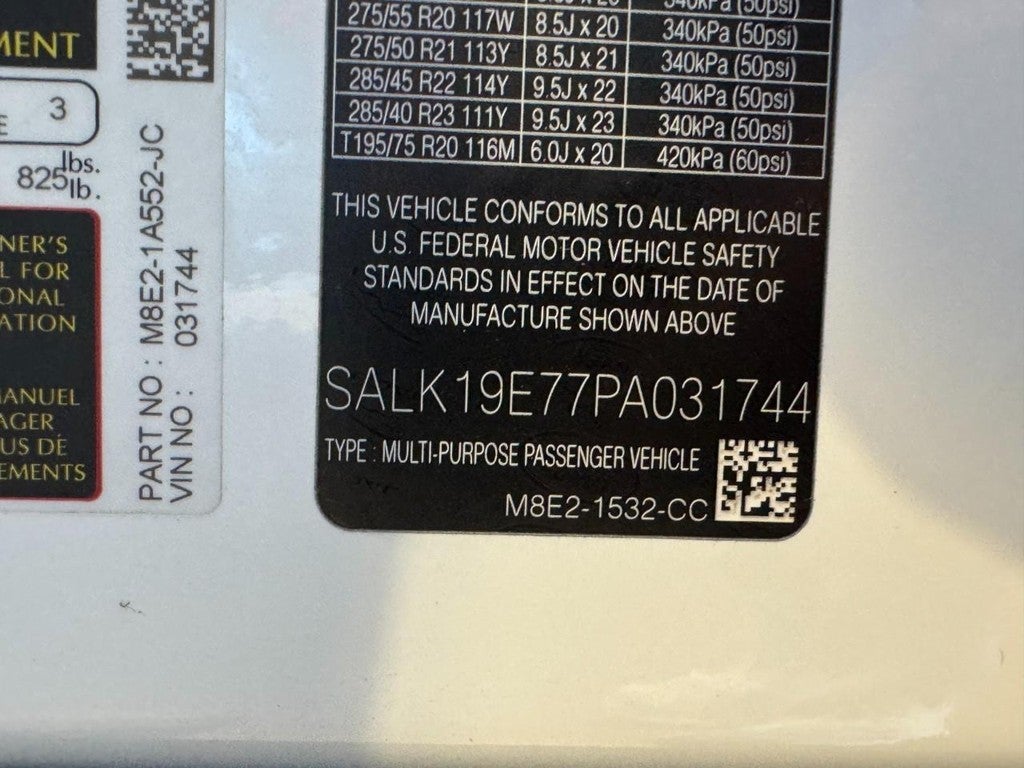 MENT
3
E
825 lbs.
lb.
NER'S
L FOR
ONAL
ATION
MANUEL
AGER
US DE
EMENTS
PART NO : M8E2-1A552-JC
VIN NO : 031744
340kPa (50psi)
275/55 R20 117W 8.5J x 20 340kPa (50psi)
275/50 R21 113Y 8.5J x 21 340kPa (50psi)
285/45 R22 114Y 9.5J x 22 340kPa (50psi)
285/40 R23 111Y 9.5J x 23 340kPa (50psi)
T195/75 R20 116M 6.0J x 20 420kPa (60psi)
THIS VEHICLE CONFORMS TO ALL APPLICABLE
U.S. FEDERAL MOTOR VEHICLE SAFETY
STANDARDS IN EFFECT ON THE DATE OF
MANUFACTURE SHOWN ABOVE
SALK19E77PA031744
TYPE : MULTI-PURPOSE PASSENGER VEHICLE
M8E2-1532-CC